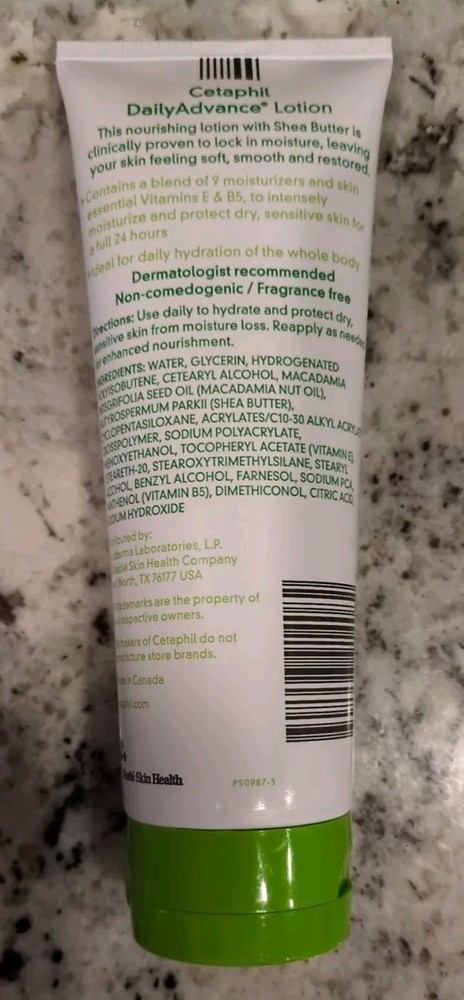 Cetaphil
DailyAdvance® Lotion
This nourishing lotion with Shea Butter is
clinically proven to lock in moisture, leaving
your skin feeling soft, smooth and restored.
• Contains a blend of 9 moisturizers and skin
essential Vitamins E & B5, to intensely
moisturize and protect dry, sensitive skin for
a full 24 hours
• Ideal for daily hydration of the whole body
Dermatologist recommended
Non-comedogenic / Fragrance free
Directions: Use daily to hydrate and protect dry,
sensitive skin from moisture loss. Reapply as needed
enhanced nourishment.
INGREDIENTS: WATER, GLYCERIN, HYDROGENATED
POLYISOBUTENE, CETEARYL ALCOHOL, MACADAMIA
INTEGRIFOLIA SEED OIL (MACADAMIA NUT OIL),
BUTYROSPERMUM PARKII (SHEA BUTTER),
CYCLOPENTASILOXANE, ACRYLATES/C10-30 ALKYL ACRYLATE
CROSSPOLYMER, SODIUM POLYACRYLATE,
PHENOXYETHANOL, TOCOPHERYL ACETATE (VITAMIN E),
STEARETH-20, STEAROXYTRIMETHYLSILANE, STEARYL
ALCOHOL, BENZYL ALCOHOL, FARNESOL, SODIUM PCA,
PANTHENOL (VITAMIN B5), DIMETHICONOL, CITRIC ACID,
SODIUM HYDROXIDE
by:
Laboratories, L.P.
Skin Health Company
Worth, TX 76177 USA
trademarks are the property of
respective owners.
makers of Cetaphil do not
store brands.
in Canada
Skin Health
P50987-3